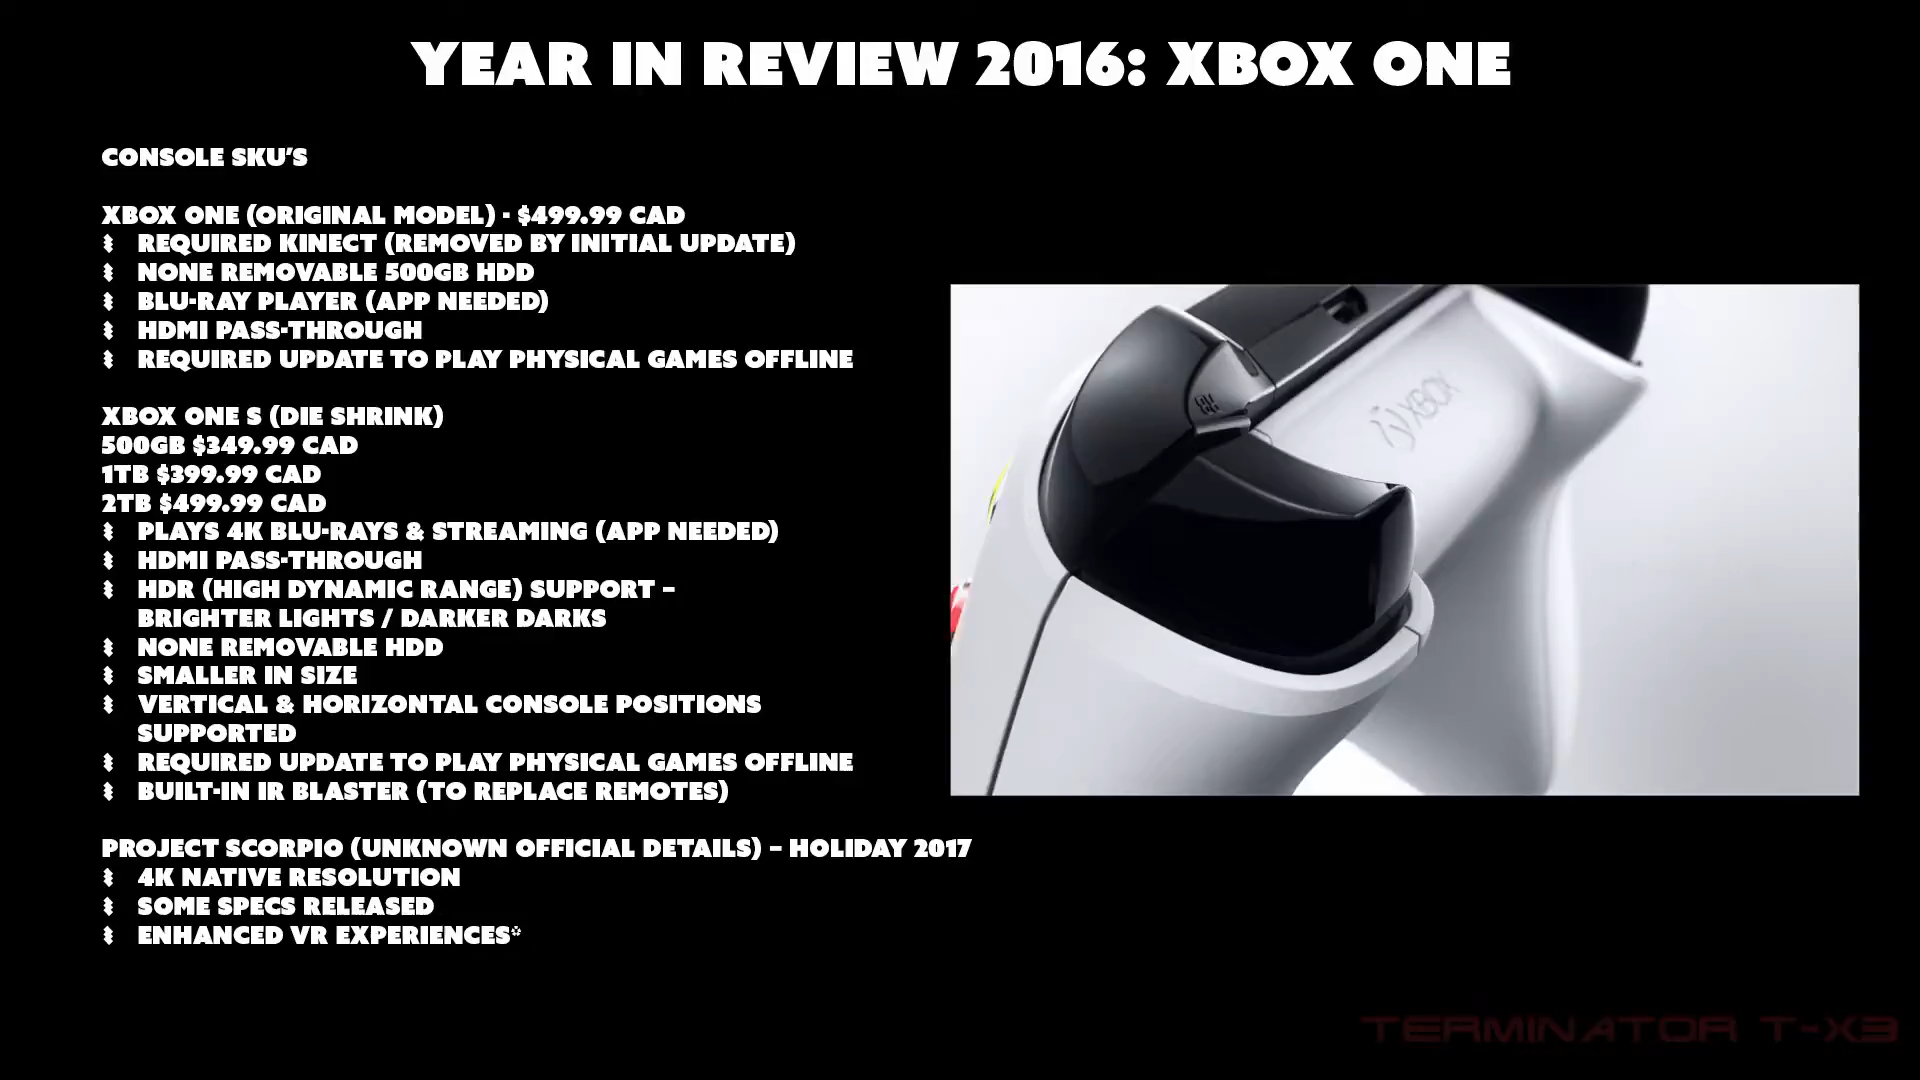 YEAR IN REVIEW 2016: XBOX ONE
CONSOLE SKU'S
XBOX ONE (ORIGINAL MODEL) - $499.99 CAD
REQUIRED KINECT (REMOVED BY INITIAL UPDATE)
NONE REMOVABLE 500GB HDD
BLU-RAY PLAYER (APP NEEDED)
HDMI PASS-THROUGH
REQUIRED UPDATE TO PLAY PHYSICAL GAMES OFFLINE
XBOX ONE S (DIE SHRINK)
500GB $349.99 CAD
1TB $399.99 CAD
2TB $499.99 CAD
PLAYS 4K BLU-RAYS & STREAMING (APP NEEDED)
HDMI PASS-THROUGH
HDR (HIGH DYNAMIC RANGE) SUPPORT –
BRIGHTER LIGHTS / DARKER DARKS
NONE REMOVABLE HDD
SMALLER IN SIZE
VERTICAL & HORIZONTAL CONSOLE POSITIONS
SUPPORTED
REQUIRED UPDATE TO PLAY PHYSICAL GAMES OFFLINE
BUILT-IN IR BLASTER (TO REPLACE REMOTES)
PROJECT SCORPIO (UNKNOWN OFFICIAL DETAILS) – HOLIDAY 2017
4K NATIVE RESOLUTION
SOME SPECS RELEASED
ENHANCED VR EXPERIENCES*
XBOX
TERMINATOR T-X3